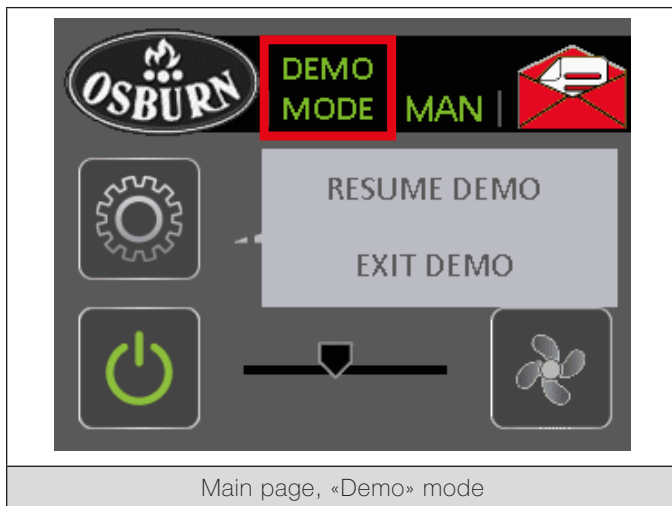 OSBURN
DEMO
MODE
MAN
RESUME DEMO
EXIT DEMO
Main page, «Demo» mode